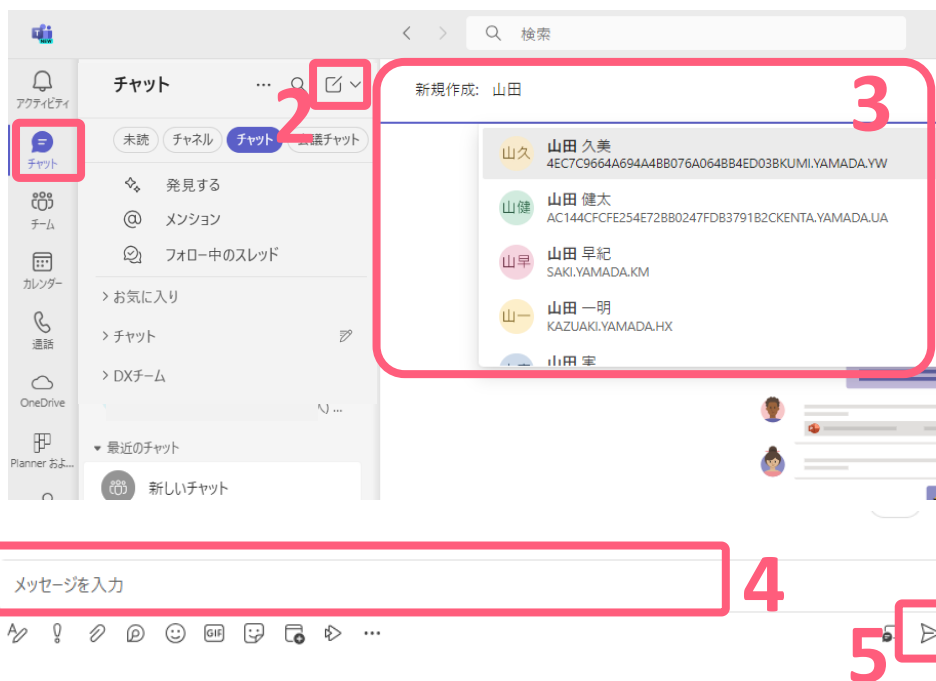 NEW
検索
アクティビティ
チャット
チーム
カレンダー
通話
OneDrive
Planner およ...
チャット
2
未読 チャネル チャット 会議チャット
発見する
メンション
フォロー中のスレッド
お気に入り
チャット
DXチーム
最近のチャット
新しいチャット
3
新規作成: 山田
山久 山田 久美
4EC7C9664A694A4BB076A064BB4ED03BKUMI.YAMADA.YW
山健 山田 健太
AC144CFCFE254E72BB0247FDB3791B2CKENTA.YAMADA.UA
山早 山田 早紀
SAKI.YAMADA.KM
山一 山田 一明
KAZUAKI.YAMADA.HX
山田 実
メッセージを入力
4
GIF
5